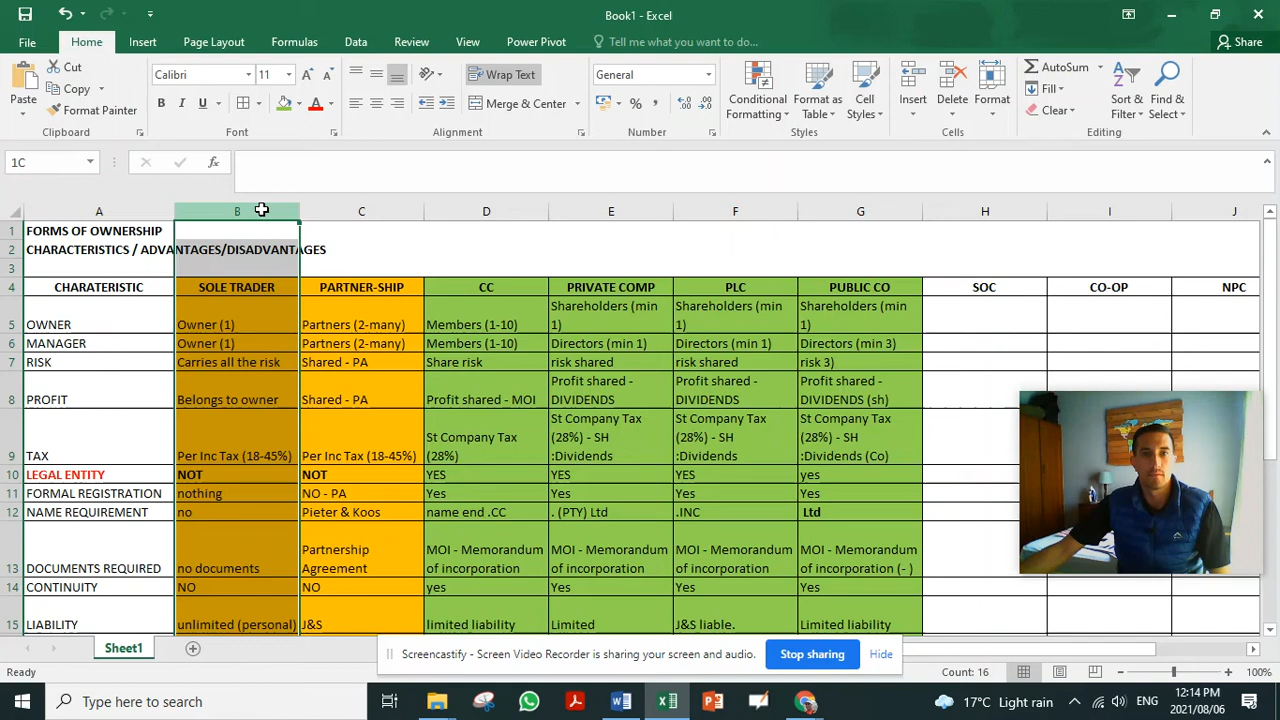 Book1 - Excel
File Home Insert Page Layout Formulas Data Review View Power Pivot Tell me what you want to do... Share
Paste Cut Copy Format Painter Clipboard
Calibri 11 A A B I U A Font
Wrap Text Merge & Center Alignment
General % , Number
Conditional Formatting Format as Table Cell Styles Styles
Insert Delete Format Cells
AutoSum Fill Clear Sort & Filter Find & Select Editing
1C fx
A B C D E F G H I J
1 FORMS OF OWNERSHIP
2 CHARACTERISTICS / ADVANTAGES/DISADVANTAGES
3
4 CHARATERISTIC SOLE TRADER PARTNER-SHIP CC PRIVATE COMP PLC PUBLIC CO SOC CO-OP NPC
5 OWNER Owner (1) Partners (2-many) Members (1-10) Shareholders (min 1) Shareholders (min 1) Shareholders (min 1)
6 MANAGER Owner (1) Partners (2-many) Members (1-10) Directors (min 1) Directors (min 1) Directors (min 3)
7 RISK Carries all the risk Shared - PA Share risk risk shared risk shared risk 3)
8 PROFIT Belongs to owner Shared - PA Profit shared - MOI Profit shared - DIVIDENDS Profit shared - DIVIDENDS Profit shared - DIVIDENDS (sh)
9 TAX Per Inc Tax (18-45%) Per Inc Tax (18-45%) St Company Tax (28%) St Company Tax (28%) - SH :Dividends St Company Tax (28%) - SH :Dividends St Company Tax (28%) - SH :Dividends (Co)
10 LEGAL ENTITY NOT NOT YES YES YES yes
11 FORMAL REGISTRATION nothing NO - PA Yes Yes Yes Yes
12 NAME REQUIREMENT no Pieter & Koos name end .CC . (PTY) Ltd .INC Ltd
13 DOCUMENTS REQUIRED no documents Partnership Agreement MOI - Memorandum of incorporation MOI - Memorandum of incorporation MOI - Memorandum of incorporation MOI - Memorandum of incorporation (- )
14 CONTINUITY NO NO yes Yes Yes Yes
15 LIABILITY unlimited (personal) J&S limited liability Limited J&S liable. Limited liability
Sheet1
Screencastify - Screen Video Recorder is sharing your screen and audio. Stop sharing Hide
Ready Count: 16 100%
Type here to search 17°C Light rain ENG 12:14 PM
2021/08/06